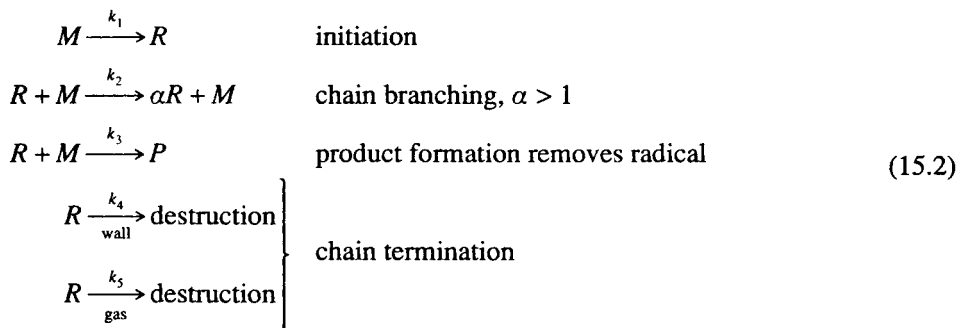 M —k₁→ R initiation
R + M —k₂→ αR + M chain branching, α > 1
R + M —k₃→ P product formation removes radical
(15.2)
R —k₄→ destruction
wall
chain termination
R —k₅→ destruction
gas